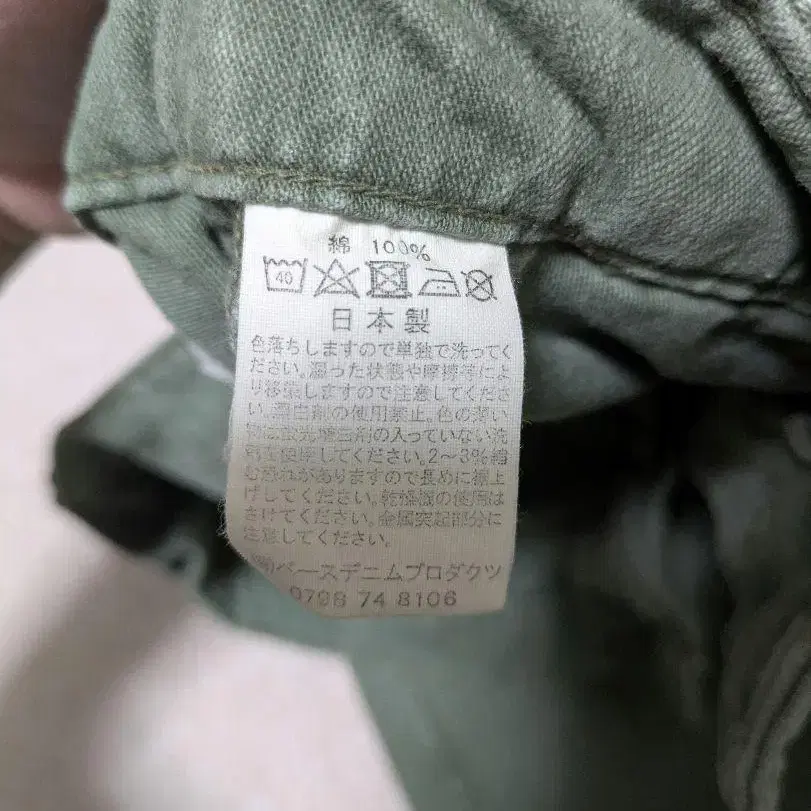 綿 100%
40
日本製
色落ちしますので単独で洗ってく
ださい。湿った状態や摩擦等によ
り移染しますので注意してくださ
い。漂白剤の使用禁止。色の薄い
物は蛍光増白剤の入っていない洗
剤を使用してください。2～3%縮
む恐れがありますので長めに裾上
げしてください。乾燥機の使用は
さけてください。金属突起部分に
注意してください。
㈲ベースデニムプロダクツ
0798 74 8106